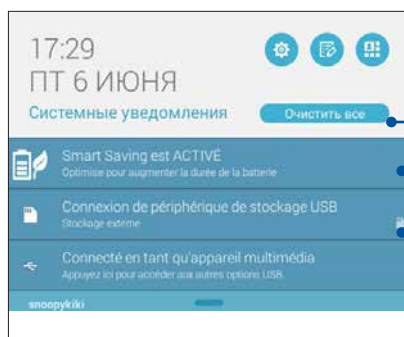 17:29
ПТ 6 ИЮНЯ
Системные уведомления
Очистить все
Smart Saving est ACTIVÉ
Optimise pour augmenter la durée de la batterie
Connexion de périphérique de stockage USB
Stockage externe
Connecté en tant qu'appareil multimédia
Appuyez ici pour accéder aux autres options USB.
snoopykiki